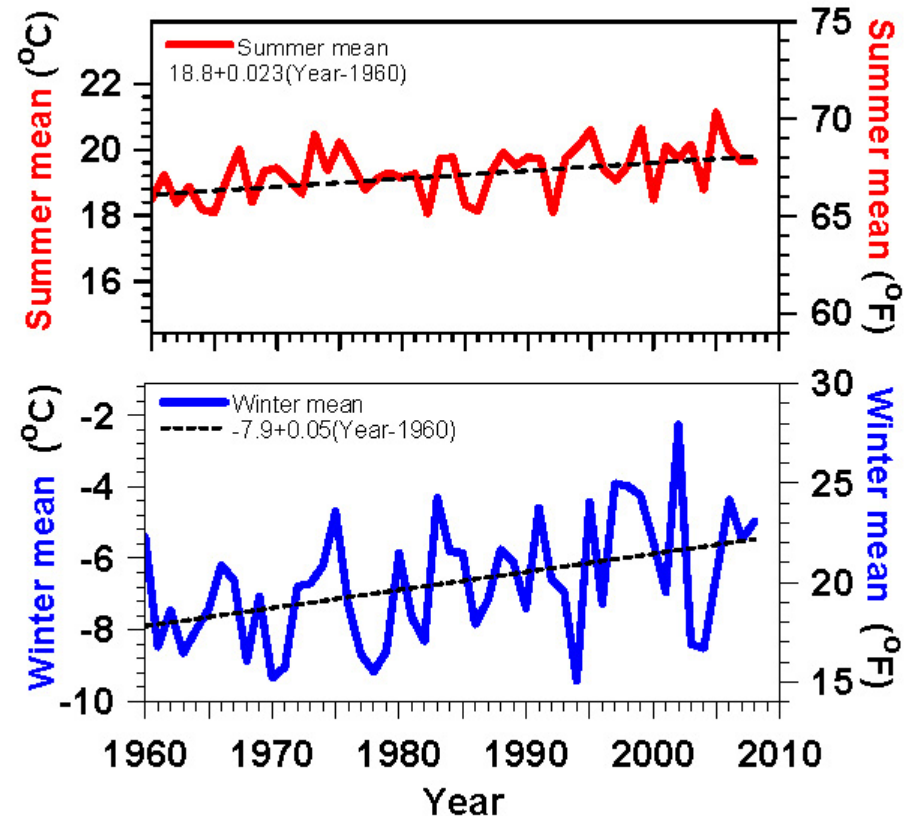 Summer mean (°C)
22
20
18
16
Summer mean
18.8+0.023(Year-1960)
75
70
65
60
Summer mean (°F)
Winter mean (°C)
-2
-4
-6
-8
-10
Winter mean
-7.9+0.05(Year-1960)
30
25
20
15
Winter mean (°F)
1960 1970 1980 1990 2000 2010
Year